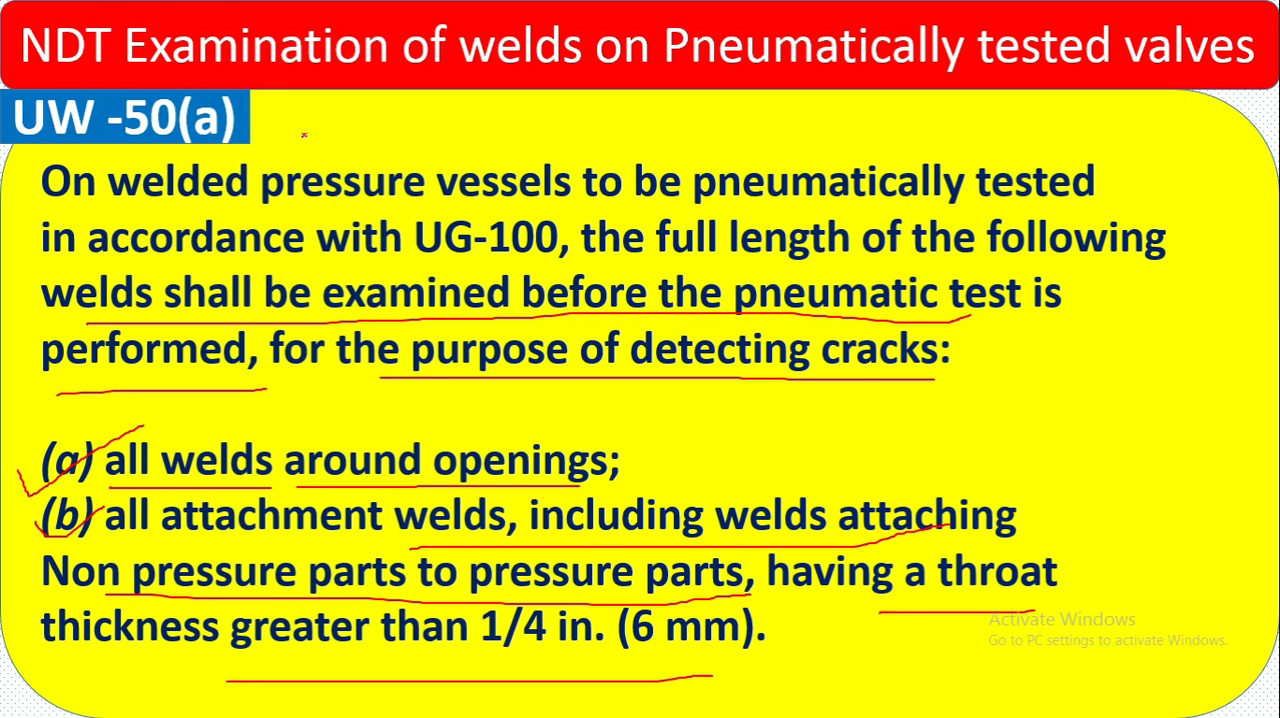 NDT Examination of welds on Pneumatically tested valves
UW -50(a)
On welded pressure vessels to be pneumatically tested
in accordance with UG-100, the full length of the following
welds shall be examined before the pneumatic test is
performed, for the purpose of detecting cracks:
(a) all welds around openings;
(b) all attachment welds, including welds attaching
Non pressure parts to pressure parts, having a throat
thickness greater than 1/4 in. (6 mm).
Activate Windows
Go to PC settings to activate Windows.